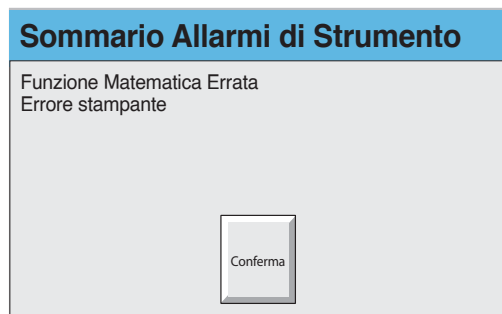 Sommario Allarmi di Strumento
Funzione Matematica Errata
Errore stampante
Conferma